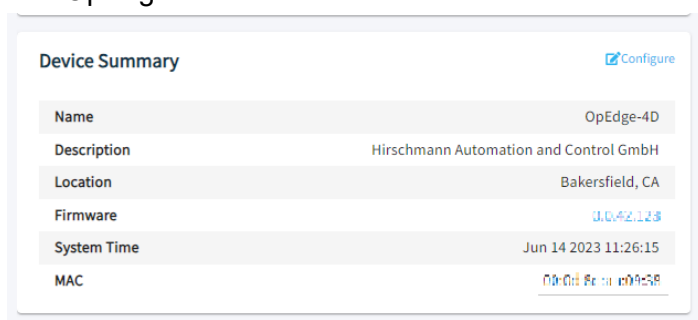 Device Summary
Configure
Name OpEdge-4D
Description Hirschmann Automation and Control GmbH
Location Bakersfield, CA
Firmware
System Time Jun 14 2023 11:26:15
MAC